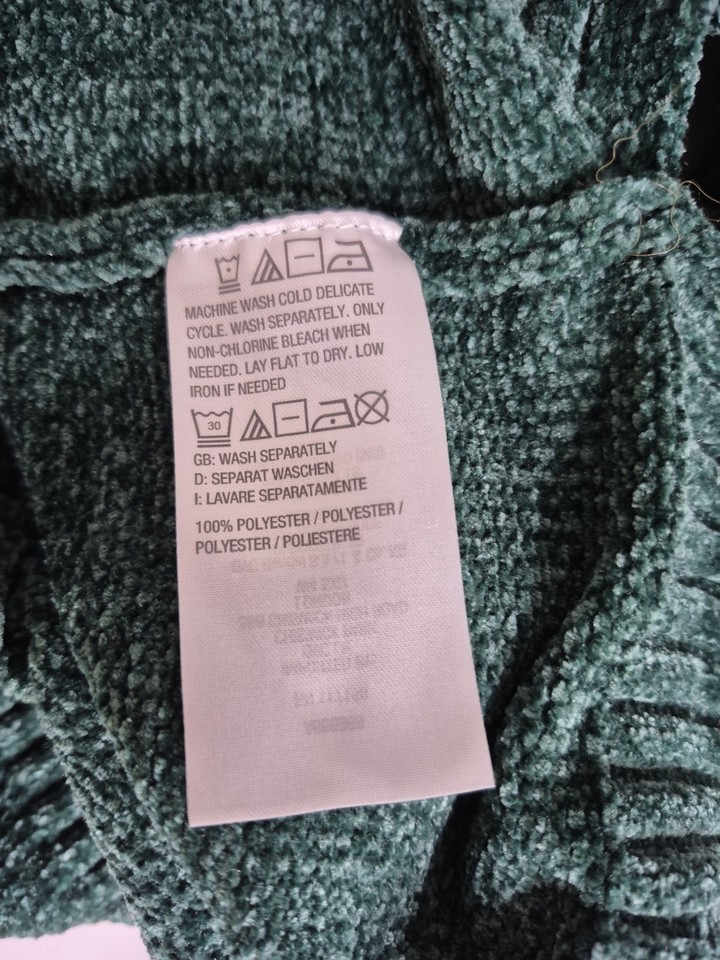 MACHINE WASH COLD DELICATE
CYCLE. WASH SEPARATELY. ONLY
NON-CHLORINE BLEACH WHEN
NEEDED. LAY FLAT TO DRY. LOW
IRON IF NEEDED
30
GB: WASH SEPARATELY
D: SEPARAT WASCHEN
I: LAVARE SEPARATAMENTE
100% POLYESTER / POLYESTER /
POLYESTER / POLIESTERE